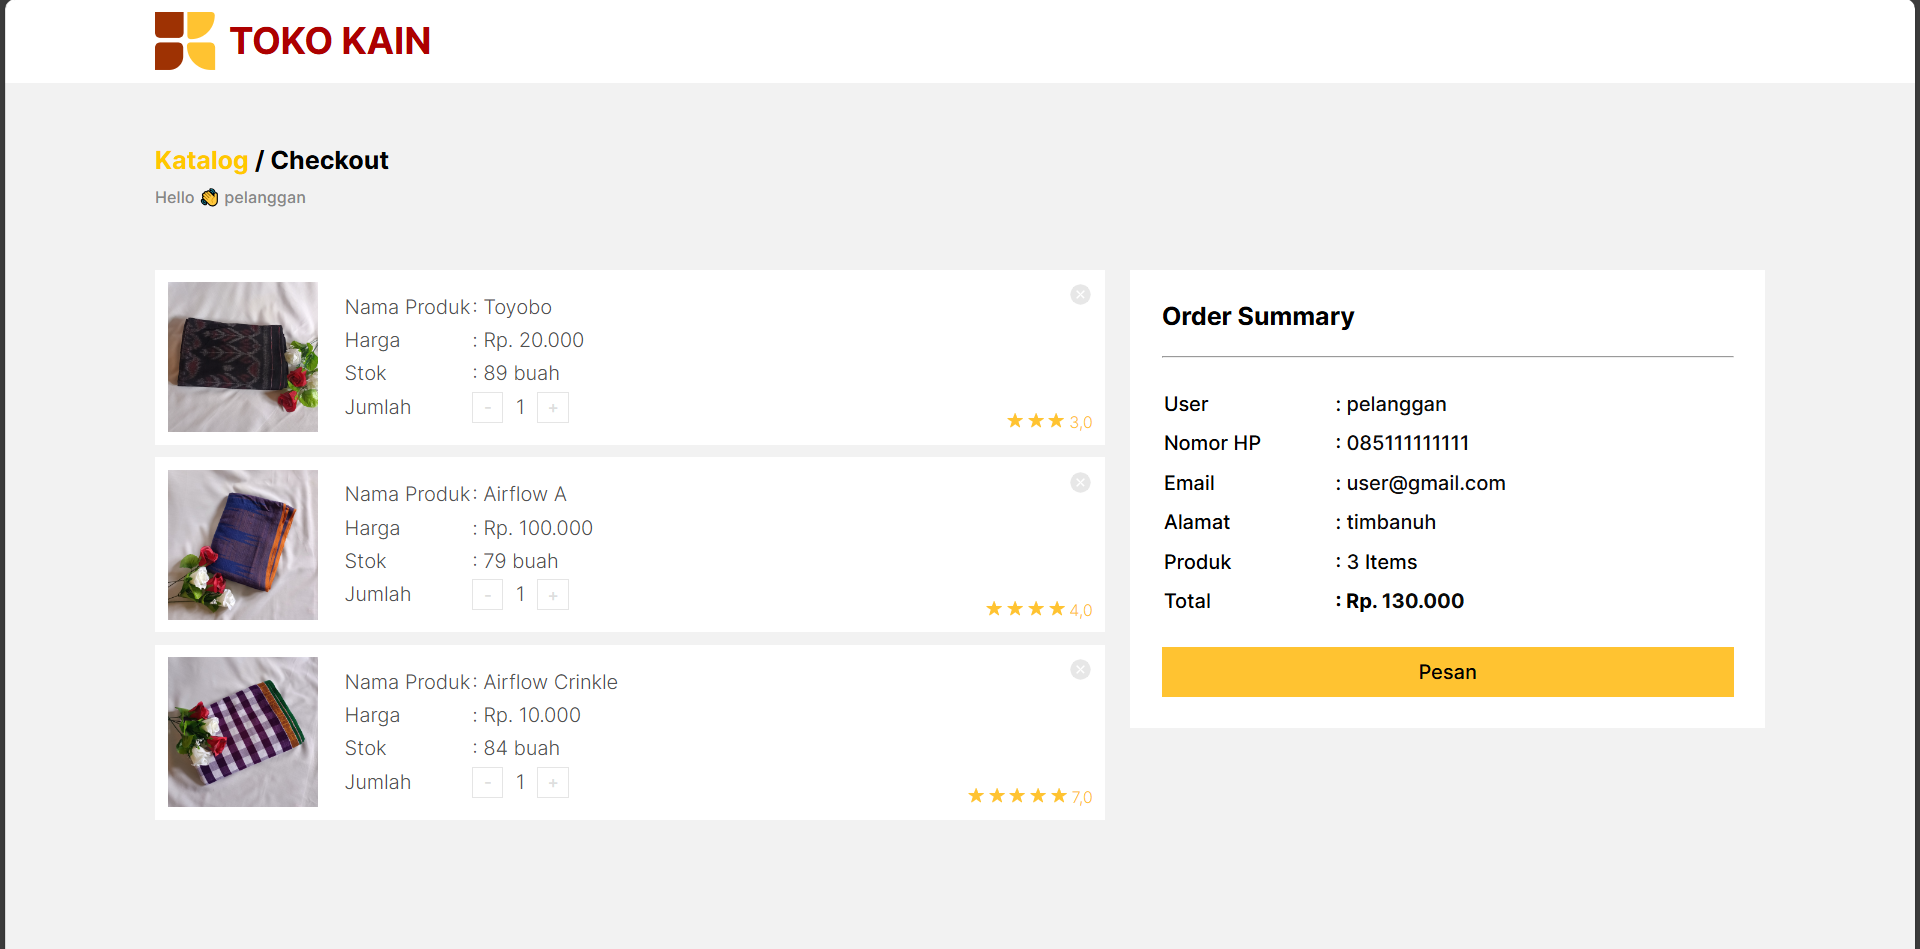 TOKO KAIN
Katalog / Checkout
Hello 👏 pelanggan
Nama Produk : Toyobo
Harga : Rp. 20.000
Stok : 89 buah
Jumlah - 1 +
★★★ 3,0
Nama Produk : Airflow A
Harga : Rp. 100.000
Stok : 79 buah
Jumlah - 1 +
★★★★ 4,0
Nama Produk : Airflow Crinkle
Harga : Rp. 10.000
Stok : 84 buah
Jumlah - 1 +
★★★★★ 7,0
Order Summary
User : pelanggan
Nomor HP : 085111111111
Email : user@gmail.com
Alamat : timbanuh
Produk : 3 Items
Total : Rp. 130.000
Pesan